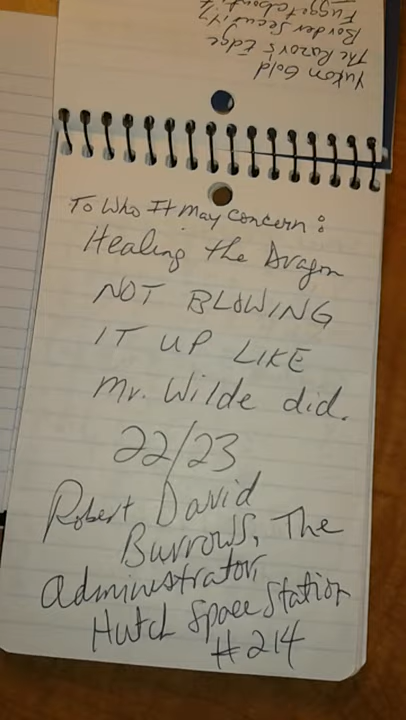 Yukon Gold
The Razor's Edge
Border Security
Fuggetaboutit
To Who It May Concern:
Healing the Dragon
NOT BLOWING
IT UP LIKE
Mr. Wilde did.
22/23
Robert David
Burrows, The
Administrator,
Hutch Space Station
#214